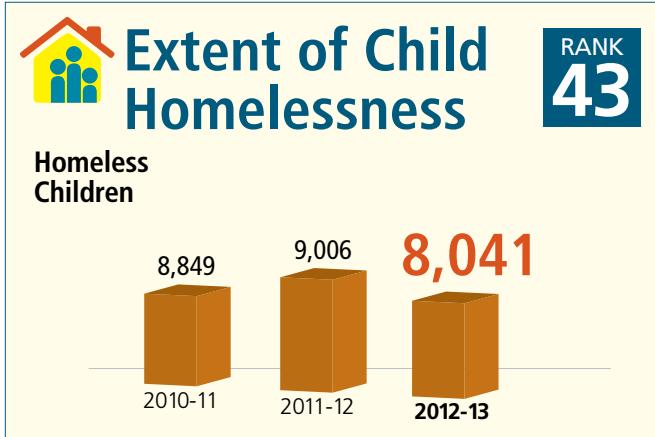 Extent of Child
Homelessness
RANK
43
Homeless
Children
8,849
9,006
8,041
2010-11
2011-12
2012-13